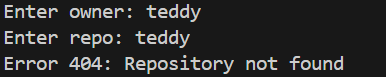 Enter owner: teddy
Enter repo: teddy
Error 404: Repository not found